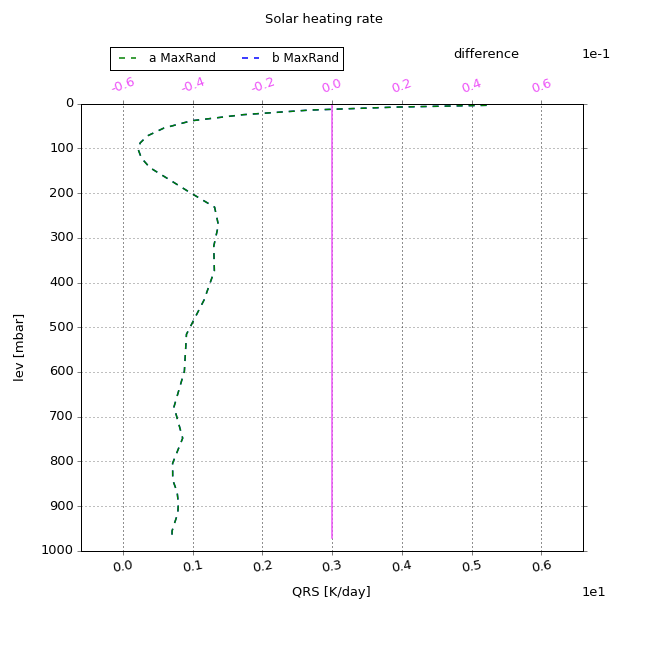 Solar heating rate
a MaxRand b MaxRand
difference 1e-1
-0.6 -0.4 -0.2 0.0 0.2 0.4 0.6
0
100
200
300
400
500
600
700
800
900
1000
lev [mbar]
0.0 0.1 0.2 0.3 0.4 0.5 0.6
QRS [K/day] 1e1